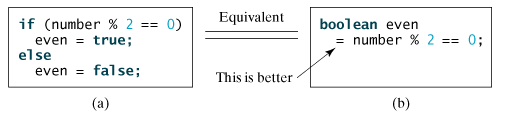 if (number % 2 == 0)
  even = true;
else
  even = false;
(a)
Equivalent
This is better
boolean even
  = number % 2 == 0;
(b)